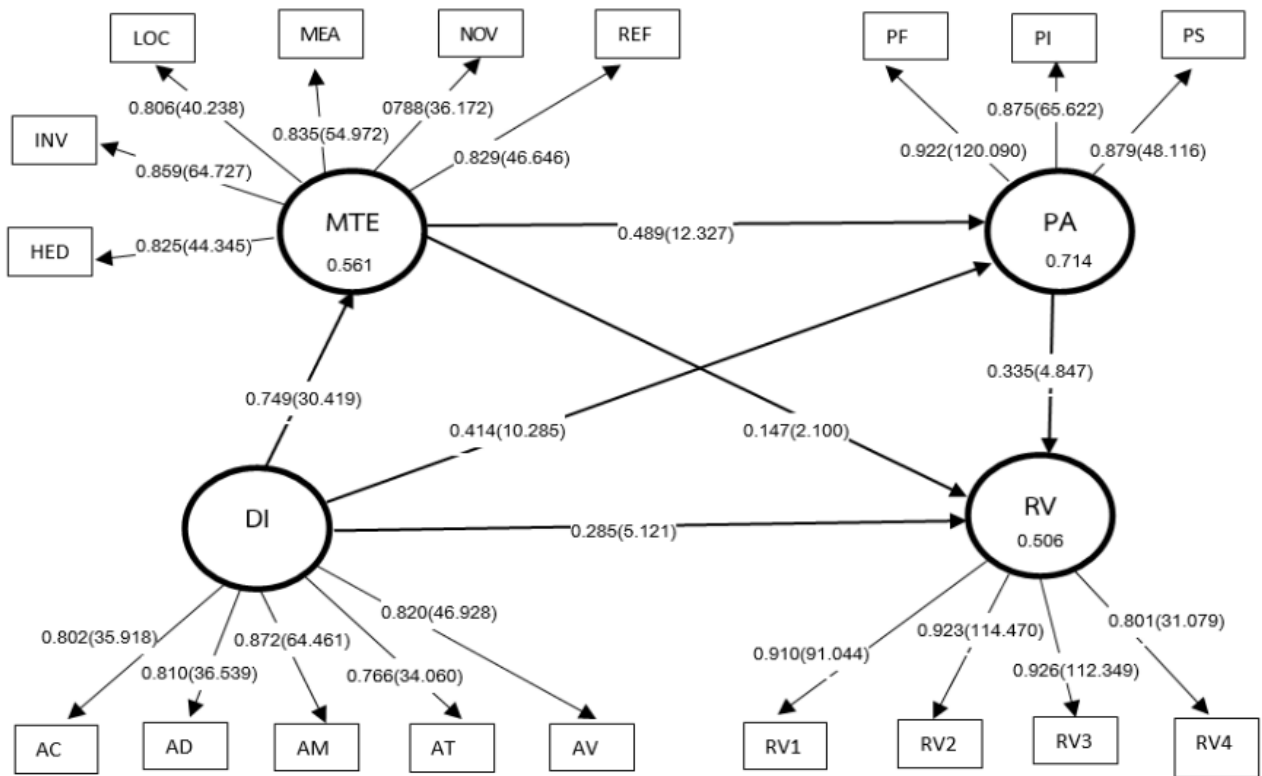 LOC
MEA
NOV
REF
PF
PI
PS
0.806(40.238)
0.835(54.972)
0788(36.172)
0.829(46.646)
0.875(65.622)
0.922(120.090)
0.879(48.116)
INV
0.859(64.727)
HED
0.825(44.345)
MTE
0.561
0.489(12.327)
PA
0.714
0.749(30.419)
0.414(10.285)
0.147(2.100)
0.335(4.847)
DI
0.285(5.121)
RV
0.506
0.802(35.918)
0.810(36.539)
0.872(64.461)
0.766(34.060)
0.820(46.928)
0.910(91.044)
0.923(114.470)
0.926(112.349)
0.801(31.079)
AC
AD
AM
AT
AV
RV1
RV2
RV3
RV4